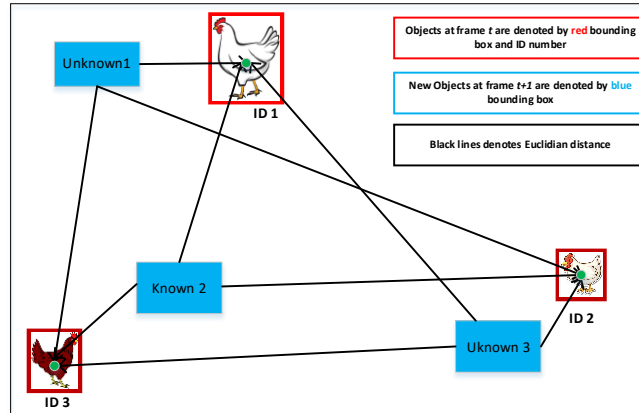 Objects at frame t are denoted by red bounding
box and ID number
Unknown1
New Objects at frame t+1 are denoted by blue
bounding box
ID 1
Black lines denotes Euclidian distance
Known 2
ID 2
Uknown 3
ID 3